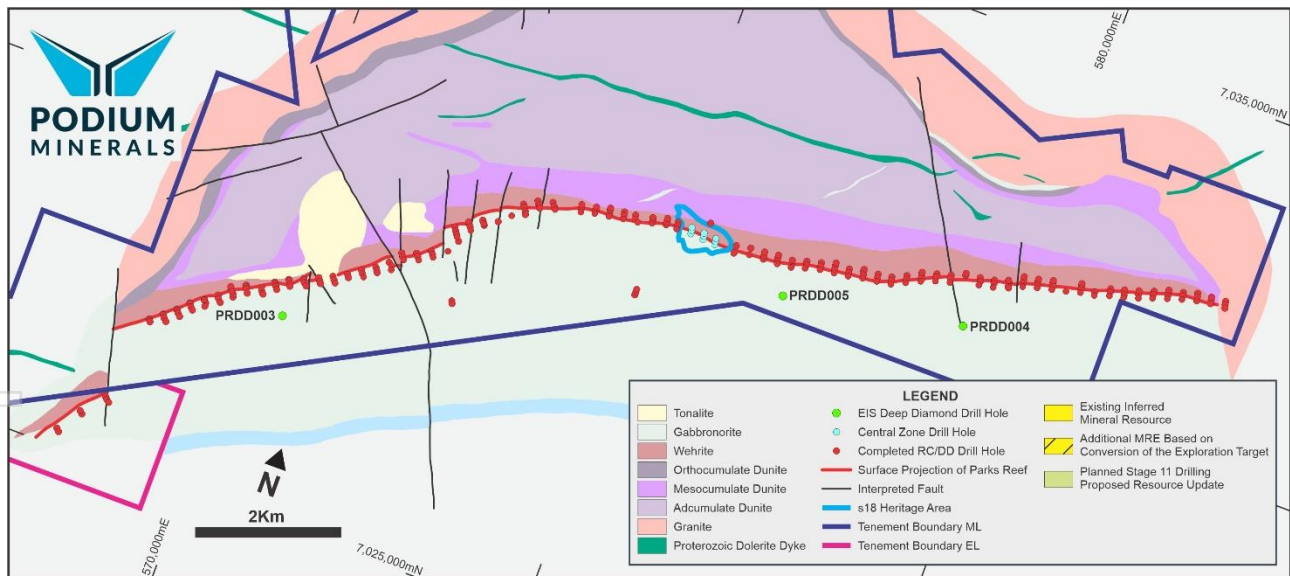 PODIUM
MINERALS
580,000mE
7,035,000mN
PRDD003
PRDD005
PRDD004
N
2Km
570,000mE
7,025,000mN
LEGEND
Tonalite
Gabbronorite
Wehrite
Orthocumulate Dunite
Mesocumulate Dunite
Adcumulate Dunite
Granite
Proterozoic Dolerite Dyke
EIS Deep Diamond Drill Hole
Central Zone Drill Hole
Completed RC/DD Drill Hole
Surface Projection of Parks Reef
Interpreted Fault
s18 Heritage Area
Tenement Boundary ML
Tenement Boundary EL
Existing Inferred
Mineral Resource
Additional MRE Based on
Conversion of the Exploration Target
Planned Stage 11 Drilling
Proposed Resource Update